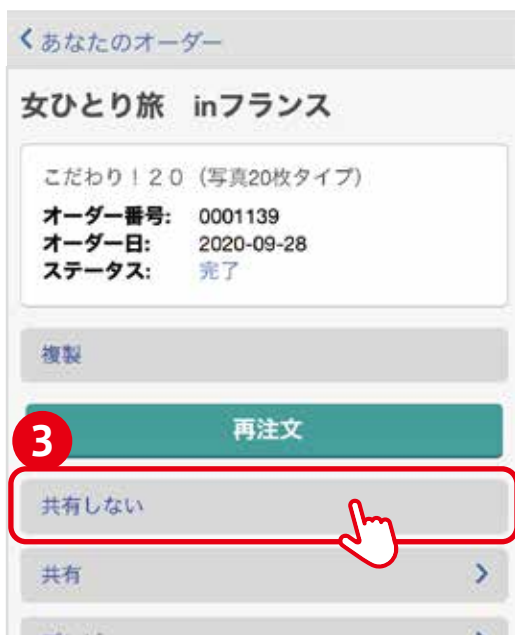 あなたのオーダー
女ひとり旅　inフランス
こだわり！２０（写真20枚タイプ）
オーダー番号: 0001139
オーダー日: 2020-09-28
ステータス: 完了
複製
再注文
3
共有しない
共有